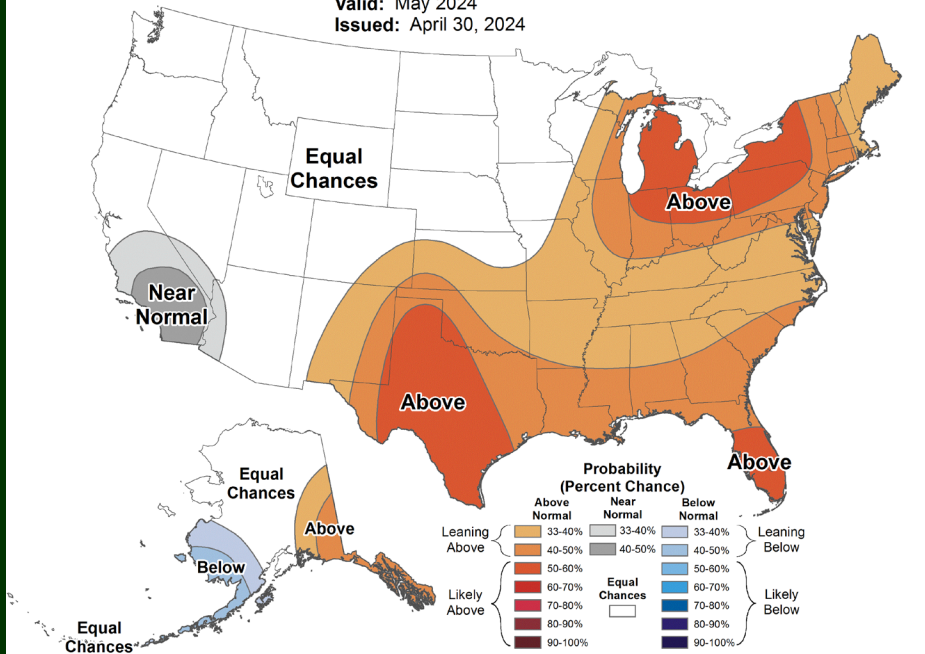 Valid: May 2024
Issued: April 30, 2024
Equal
Chances
Above
Near
Normal
Above
Above
Equal
Chances
Above
Below
Equal
Chances
Probability
(Percent Chance)
Above
Normal
Near
Normal
Below
Normal
Leaning
Above
33-40%
33-40%
33-40%
Leaning
Below
40-50%
40-50%
40-50%
50-60%
50-60%
Equal
Chances
60-70%
60-70%
Likely
Above
70-80%
70-80%
Likely
Below
80-90%
80-90%
90-100%
90-100%